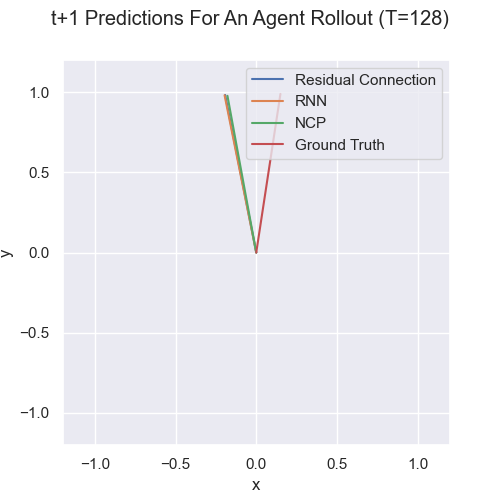 t+1 Predictions For An Agent Rollout (T=128)
Residual Connection
RNN
NCP
Ground Truth
1.0
0.5
0.0
−0.5
−1.0
y
−1.0 −0.5 0.0 0.5 1.0
x